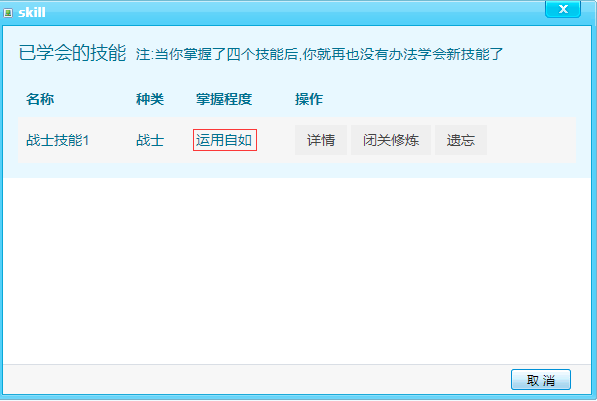 skill
已学会的技能 注:当你掌握了四个技能后,你就再也没有办法学会新技能了
名称 种类 掌握程度 操作
战士技能1 战士 运用自如 详情 闭关修炼 遗忘
取 消